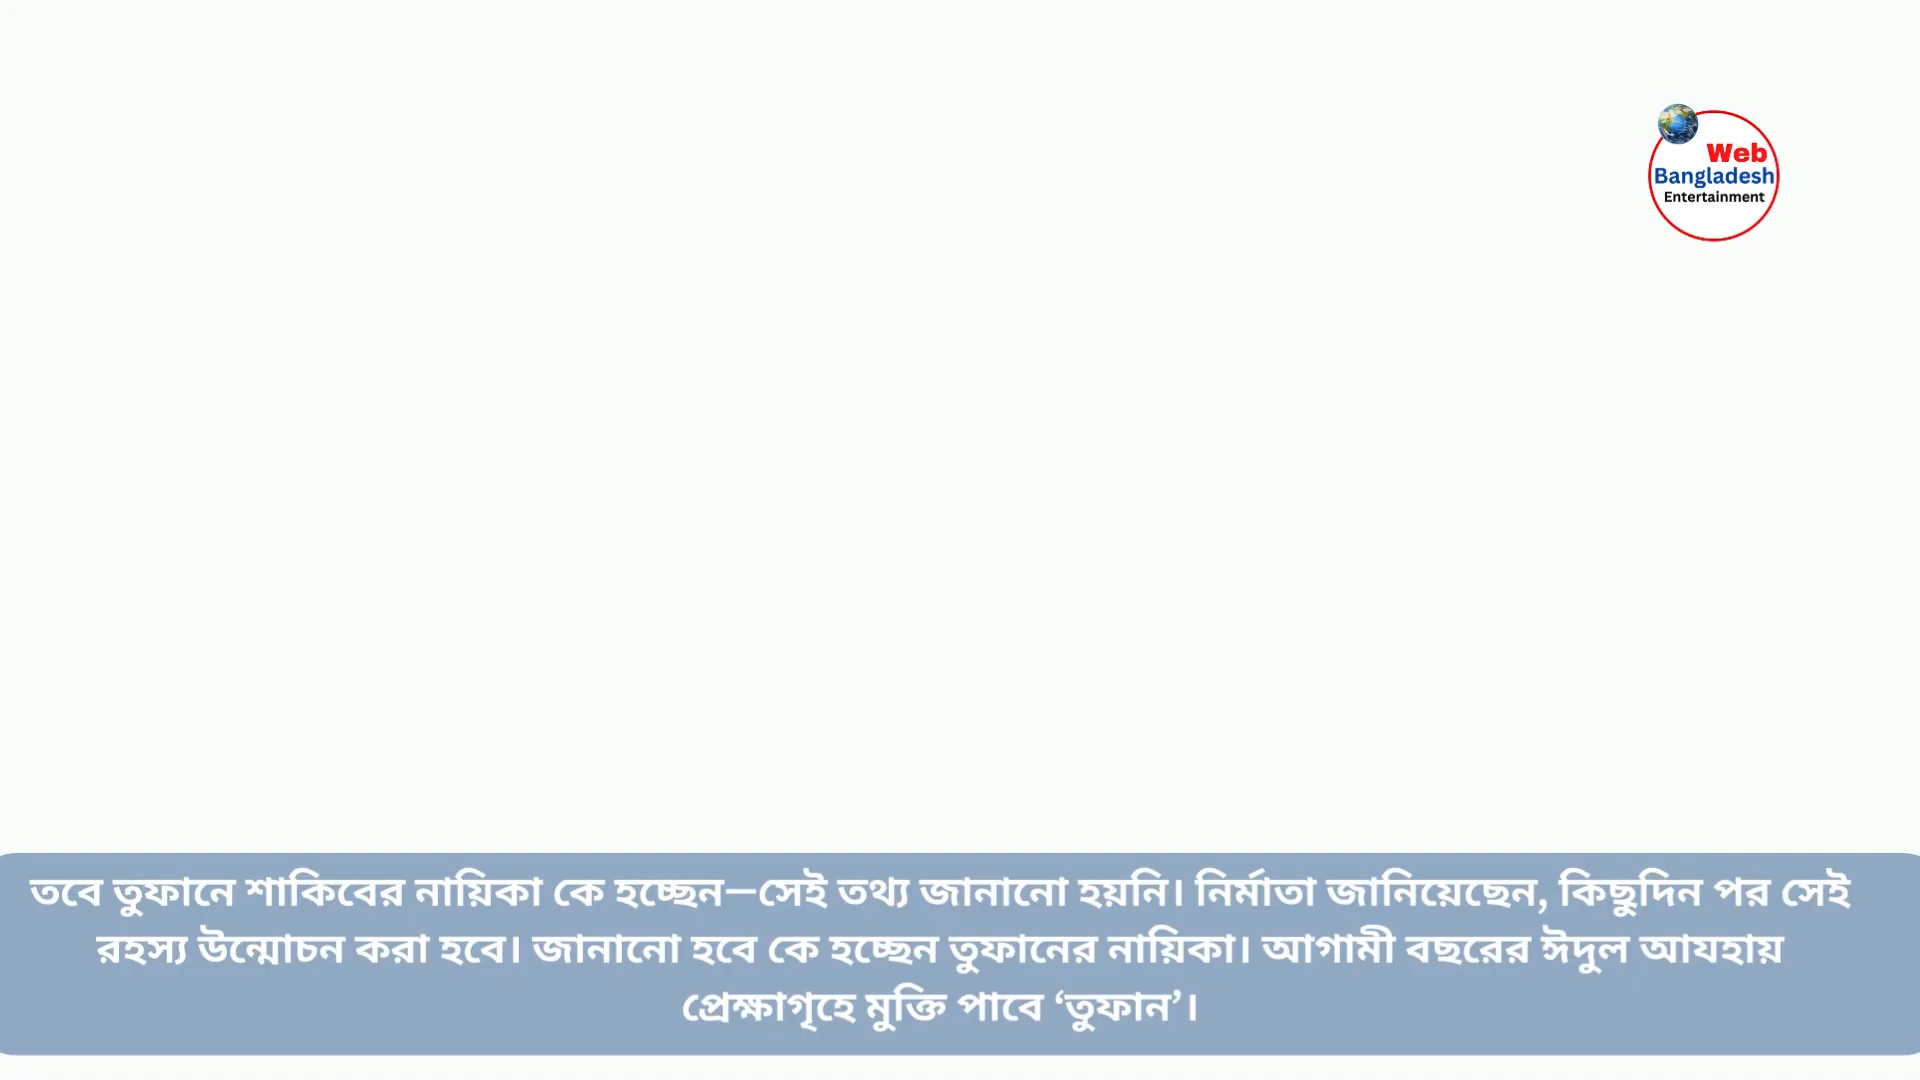 Web
Bangladesh
Entertainment
তবে তুফানে শাকিবের নায়িকা কে হচ্ছেন—সেই তথ্য জানানো হয়নি। নির্মাতা জানিয়েছেন, কিছুদিন পর সেই
রহস্য উন্মোচন করা হবে। জানানো হবে কে হচ্ছেন তুফানের নায়িকা। আগামী বছরের ঈদুল আযহায়
প্রেক্ষাগৃহে মুক্তি পাবে ‘তুফান’।